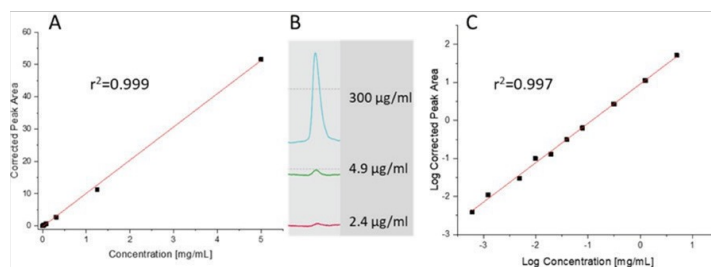 A
B
C
60
50
40
30
20
10
0
Corrected Peak Area
r²=0.999
0
1
2
3
4
5
Concentration [mg/mL]
300 µg/ml
4.9 µg/ml
2.4 µg/ml
2
1
0
-1
-2
-3
Log Corrected Peak Area
r²=0.997
-3
-2
-1
0
1
Log Concentration [mg/mL]